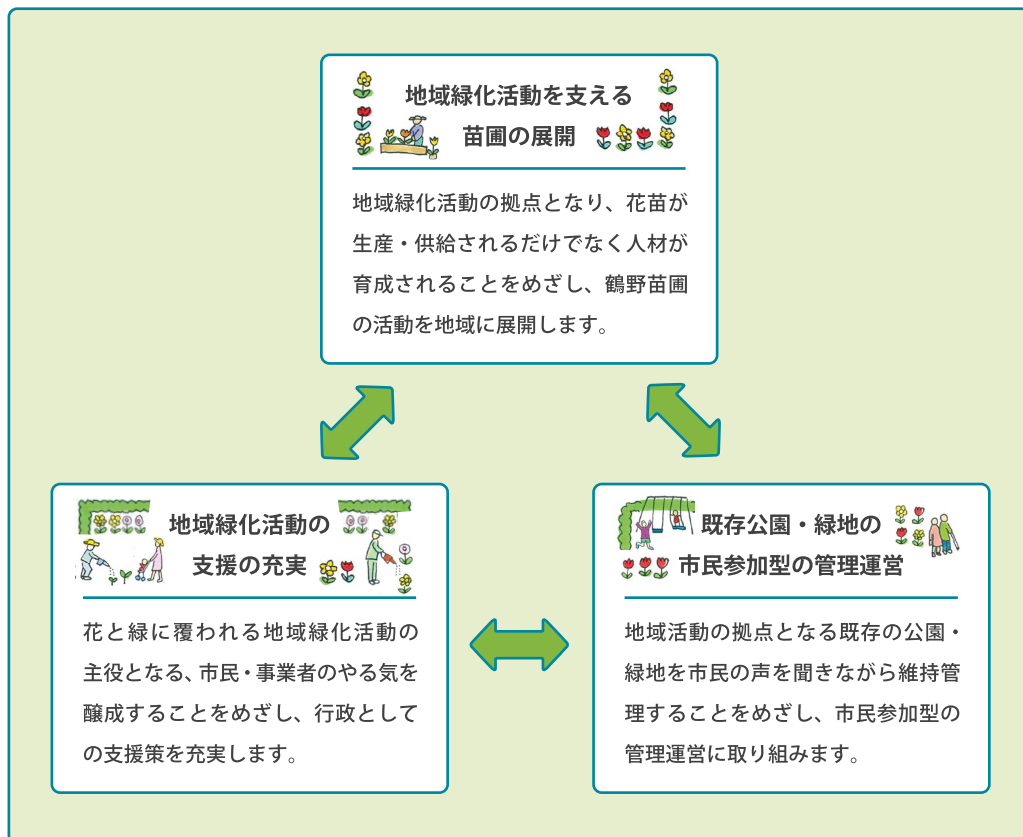 地域緑化活動を支える
苗圃の展開
地域緑化活動の拠点となり、花苗が
生産・供給されるだけでなく人材が
育成されることをめざし、鶴野苗圃
の活動を地域に展開します。
地域緑化活動の
支援の充実
花と緑に覆われる地域緑化活動の
主役となる、市民・事業者のやる気を
醸成することをめざし、行政として
の支援策を充実します。
既存公園・緑地の
市民参加型の管理運営
地域活動の拠点となる既存の公園・
緑地を市民の声を聞きながら維持管
理することをめざし、市民参加型の
管理運営に取り組みます。